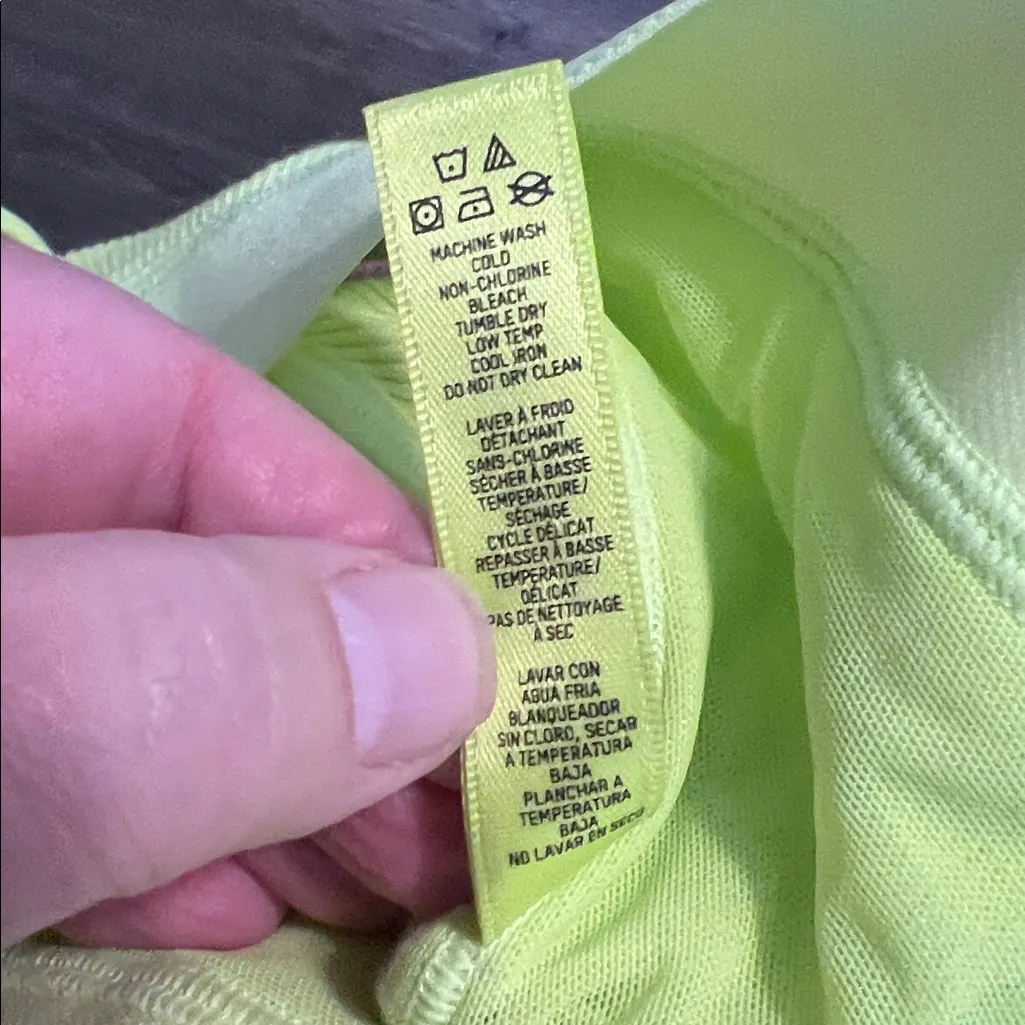 MACHINE WASH
COLD
NON-CHLORINE
BLEACH
TUMBLE DRY
LOW TEMP
COOL IRON
DO NOT DRY CLEAN
LAVER À FROID
DÉTACHANT
SANS-CHLORINE
SÉCHER À BASSE
TEMPÉRATURE/
SÉCHAGE
CYCLE DÉLICAT
REPASSER À BASSE
TEMPÉRATURE/
DÉLICAT
PAS DE NETTOYAGE
À SEC
LAVAR CON
AGUA FRIA
BLANQUEADOR
SIN CLORO, SECAR
A TEMPERATURA
BAJA
PLANCHAR A
TEMPERATURA
BAJA
NO LAVAR EN SECO